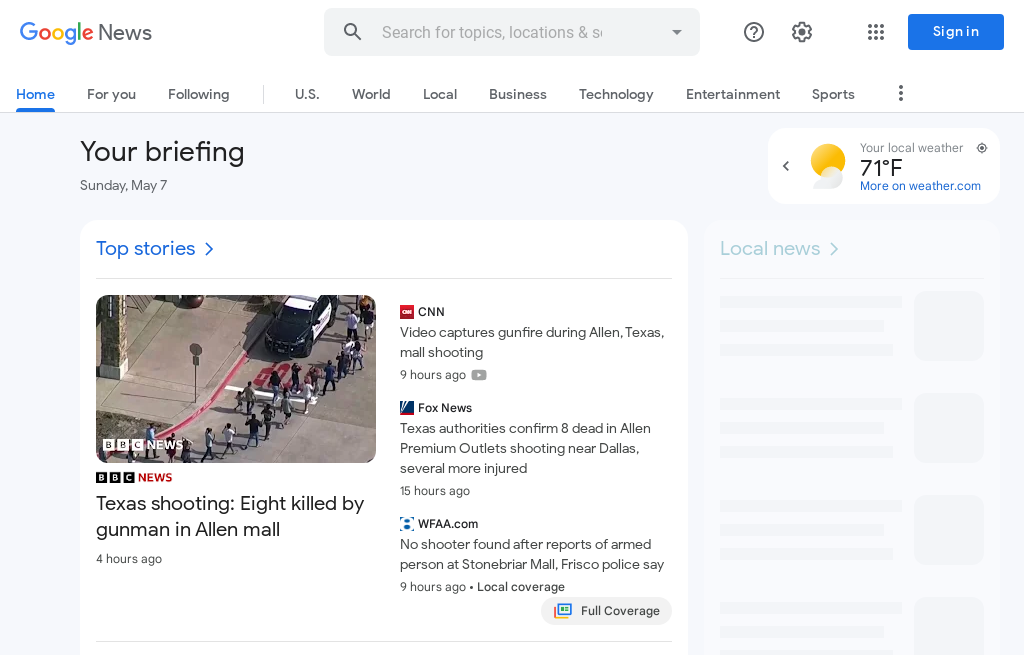 Google News
Search for topics, locations & s
Sign in
Home
For you
Following
U.S.
World
Local
Business
Technology
Entertainment
Sports
Your briefing
Sunday, May 7
Your local weather
71°F
More on weather.com
Top stories
Local news
BBC NEWS
BBC NEWS
Texas shooting: Eight killed by
gunman in Allen mall
4 hours ago
CNN
CNN
Video captures gunfire during Allen, Texas,
mall shooting
9 hours ago
Fox News
Texas authorities confirm 8 dead in Allen
Premium Outlets shooting near Dallas,
several more injured
15 hours ago
WFAA.com
No shooter found after reports of armed
person at Stonebriar Mall, Frisco police say
9 hours ago • Local coverage
Full Coverage